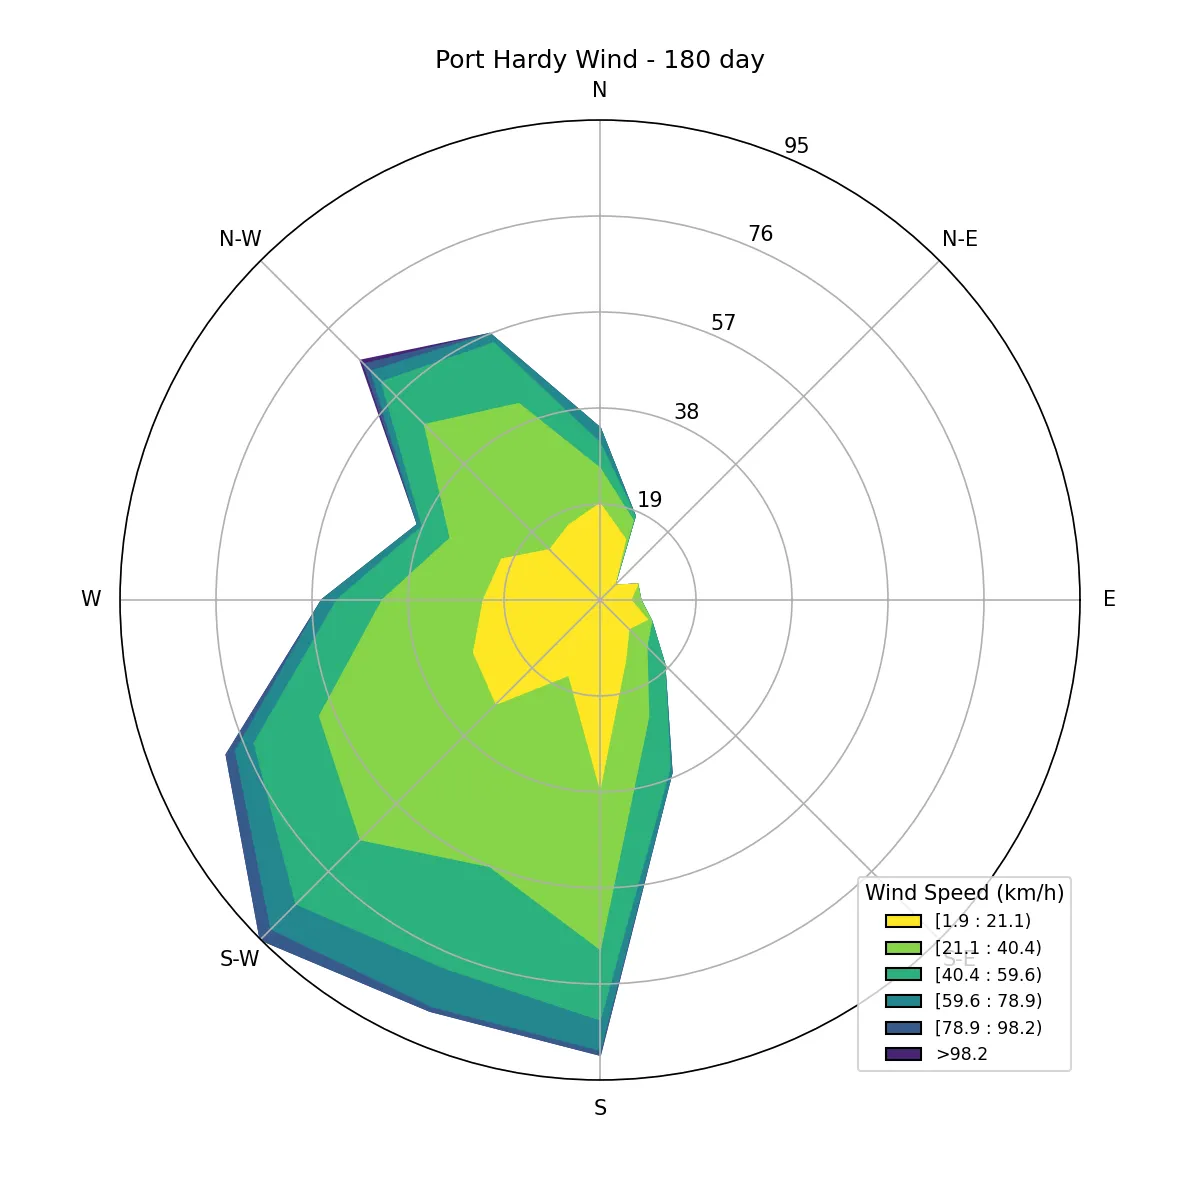 Port Hardy Wind - 180 day
N
95
N-W
N-E
76
57
38
19
W
E
S-W
S-E
S
Wind Speed (km/h)
[1.9 : 21.1)
[21.1 : 40.4)
[40.4 : 59.6)
[59.6 : 78.9)
[78.9 : 98.2)
>98.2